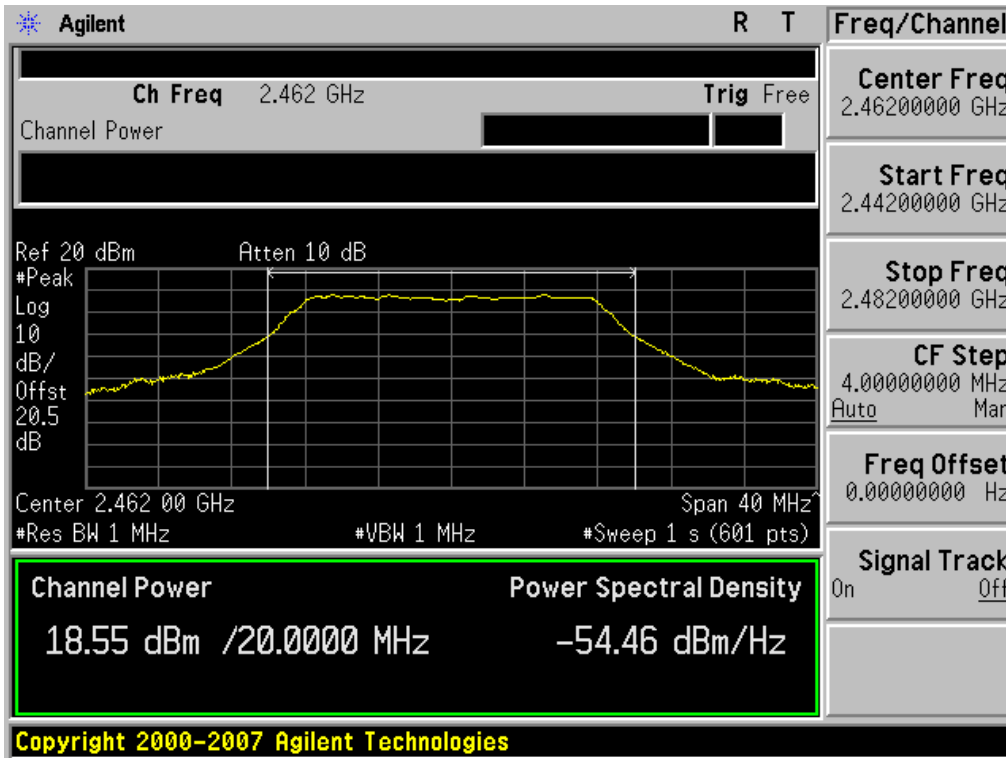 Agilent R T
Ch Freq 2.462 GHz Trig Free
Channel Power
Ref 20 dBm Atten 10 dB
#Peak
Log
10
dB/
Offst
20.5
dB
Center 2.462 00 GHz Span 40 MHz^
#Res BW 1 MHz #VBW 1 MHz #Sweep 1 s (601 pts)
Channel Power Power Spectral Density
18.55 dBm /20.0000 MHz -54.46 dBm/Hz
Copyright 2000-2007 Agilent Technologies
Freq/Channel
Center Freq
2.46200000 GHz
Start Freq
2.44200000 GHz
Stop Freq
2.48200000 GHz
CF Step
4.00000000 MHz
Auto Man
Freq Offset
0.00000000 Hz
Signal Track
On Off